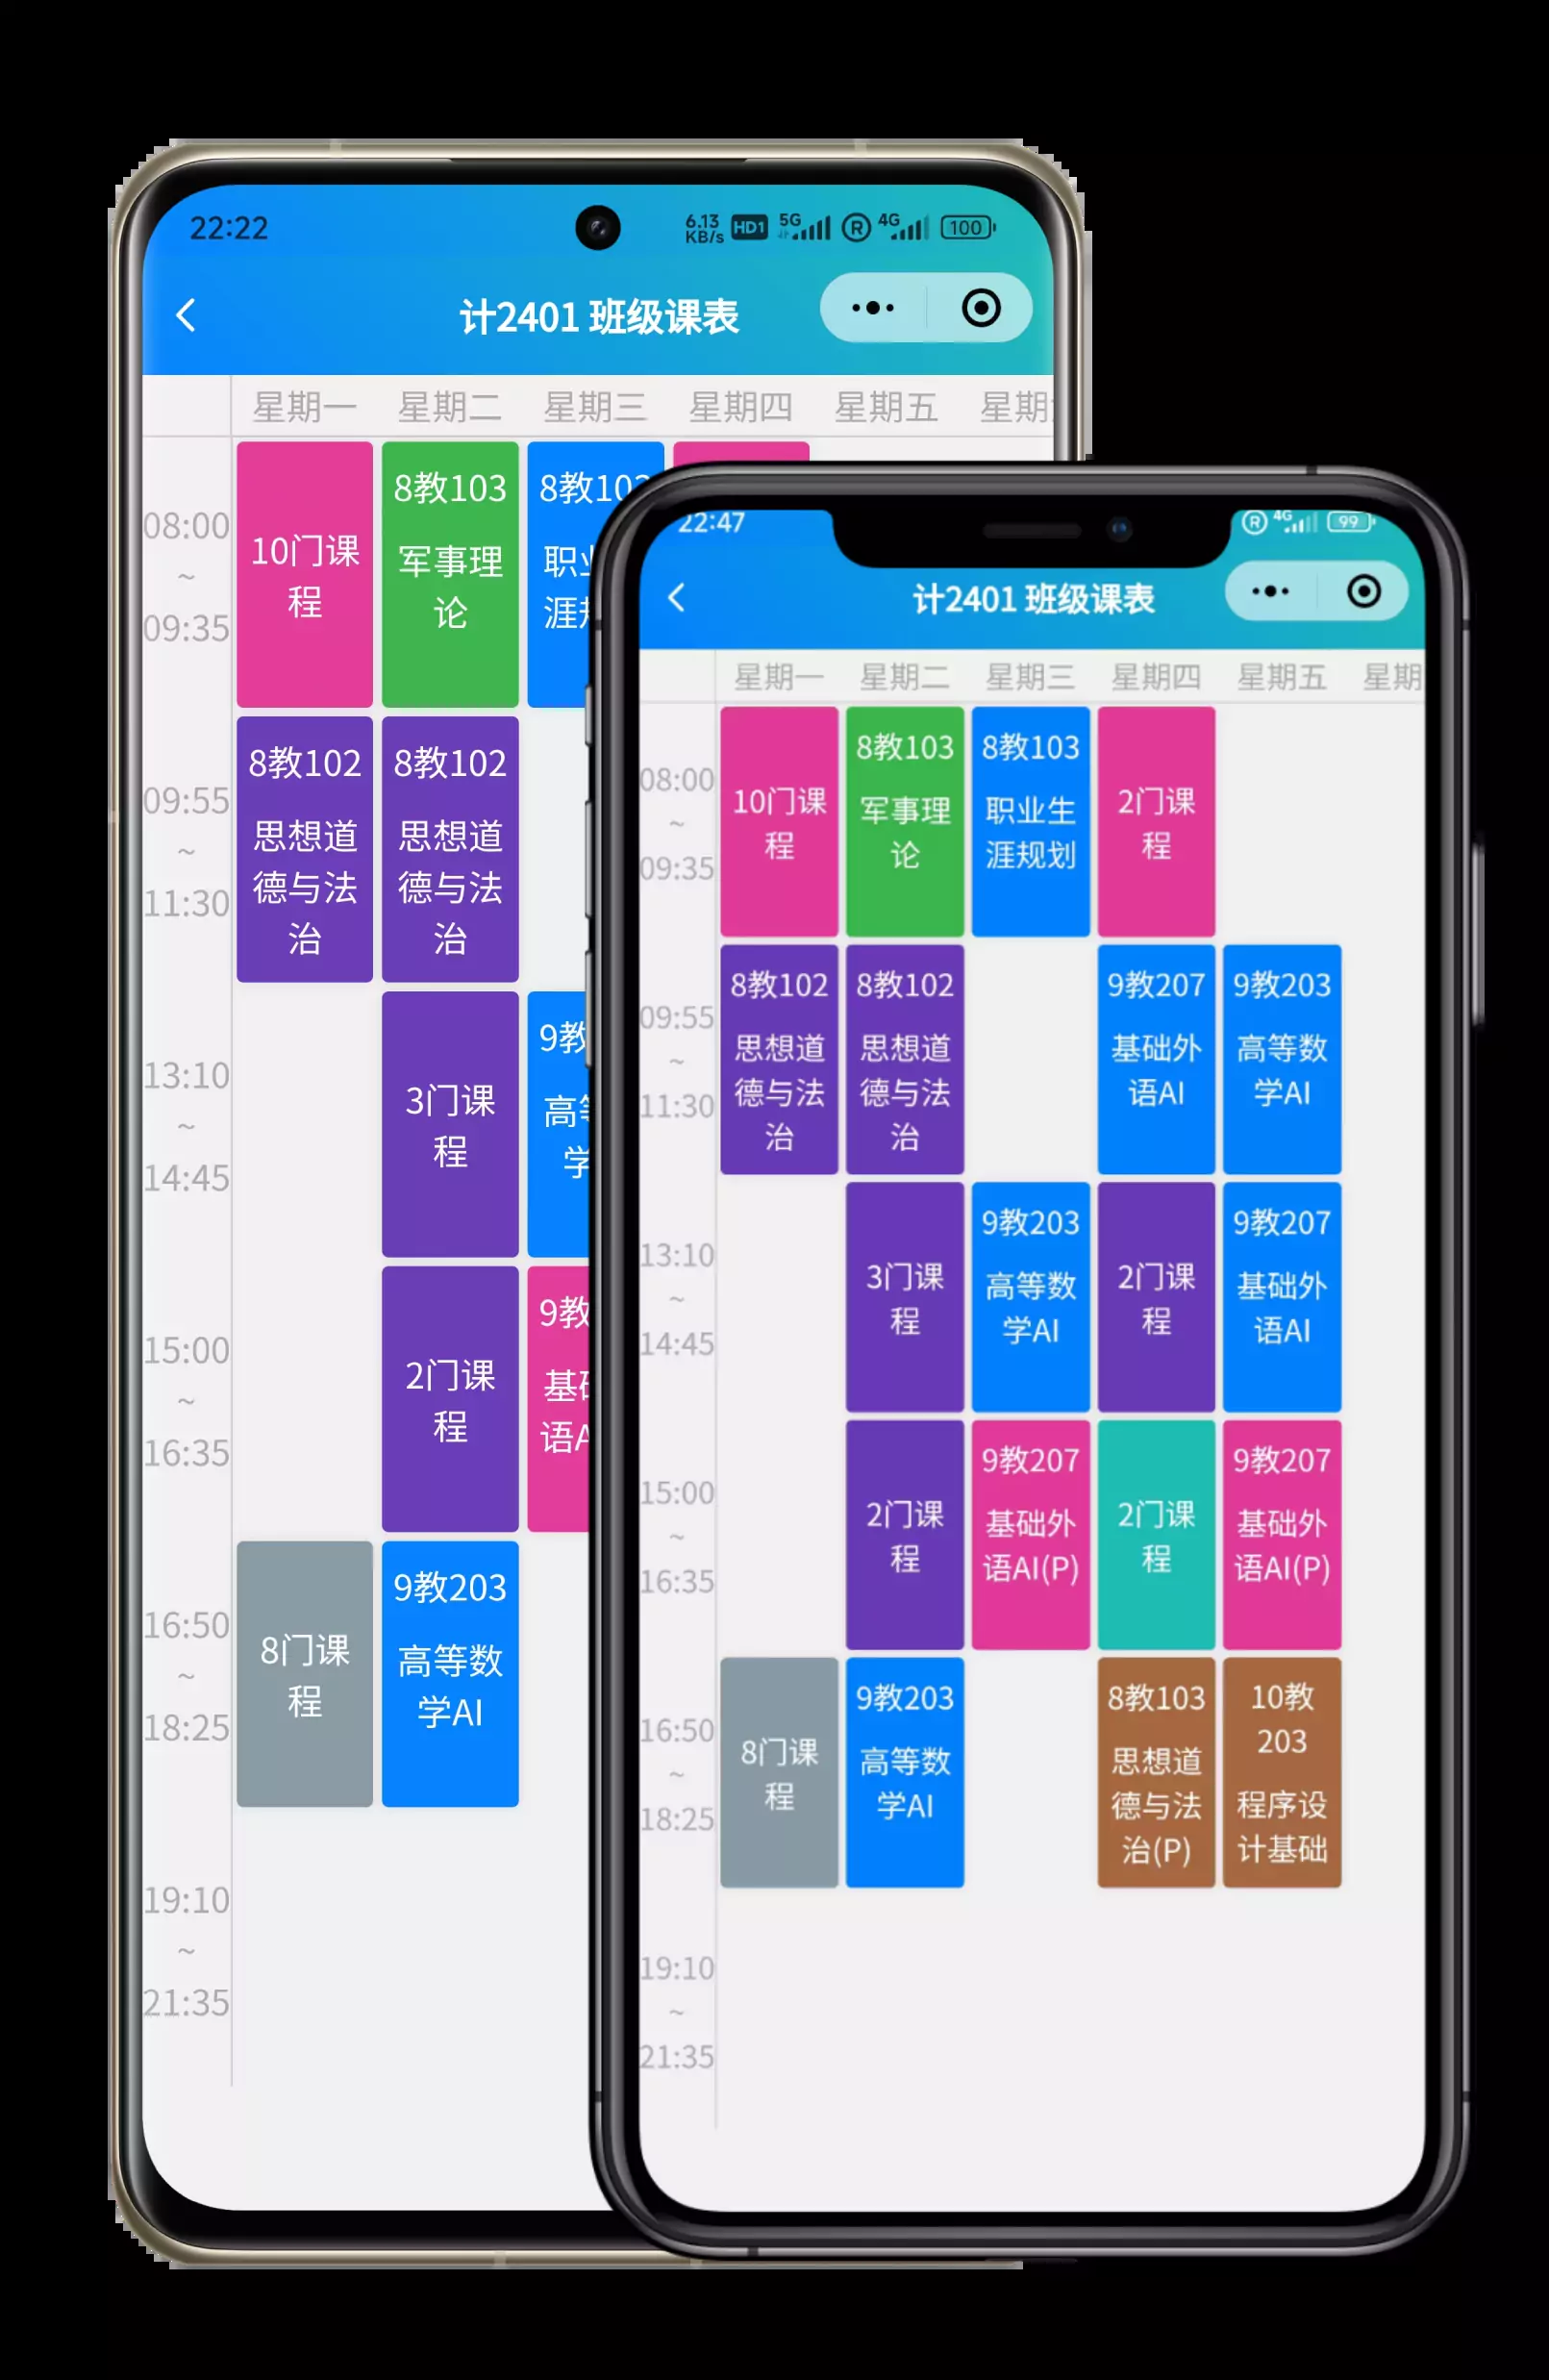 22:22
6.13
KB/s
HD1
5G
R
4G
100
计2401 班级课表
星期一 星期二 星期三 星期四 星期五 星期
08:00
~
09:35
10门课
程
8教103
军事理
论
8教103
职业
涯规
09:55
~
11:30
8教102
思想道
德与法
治
8教102
思想道
德与法
治
13:10
~
14:45
3门课
程
9教
高等
学
15:00
~
16:35
2门课
程
9教
基础
语A
16:50
~
18:25
8门课
程
9教203
高等数
学AI
19:10
~
21:35
22:47
R
4G
99
计2401 班级课表
星期一 星期二 星期三 星期四 星期五 星期
08:00
~
09:35
10门课
程
8教103
军事理
论
8教103
职业生
涯规划
2门课
程
09:55
~
11:30
8教102
思想道
德与法
治
8教102
思想道
德与法
治
9教207
基础外
语AI
9教203
高等数
学AI
13:10
~
14:45
3门课
程
9教203
高等数
学AI
2门课
程
9教207
基础外
语AI
15:00
~
16:35
2门课
程
9教207
基础外
语AI(P)
2门课
程
9教207
基础外
语AI(P)
16:50
~
18:25
8门课
程
9教203
高等数
学AI
8教103
思想道
德与法
治(P)
10教
203
程序设
计基础
19:10
~
21:35